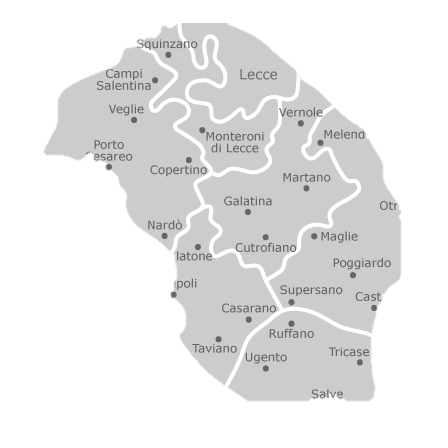 Squinzano
Lecce
Campi
Salentina
Veglie
Vernole
Melend
Monteroni
di Lecce
Porto
esareo
Copertino
Martano
Galatina
Otr
Nardò
Maglie
Cutrofiano
latone
Poggiardo
poli
Supersano
Cast
Casarano
Ruffano
Taviano
Ugento
Tricase
Salve